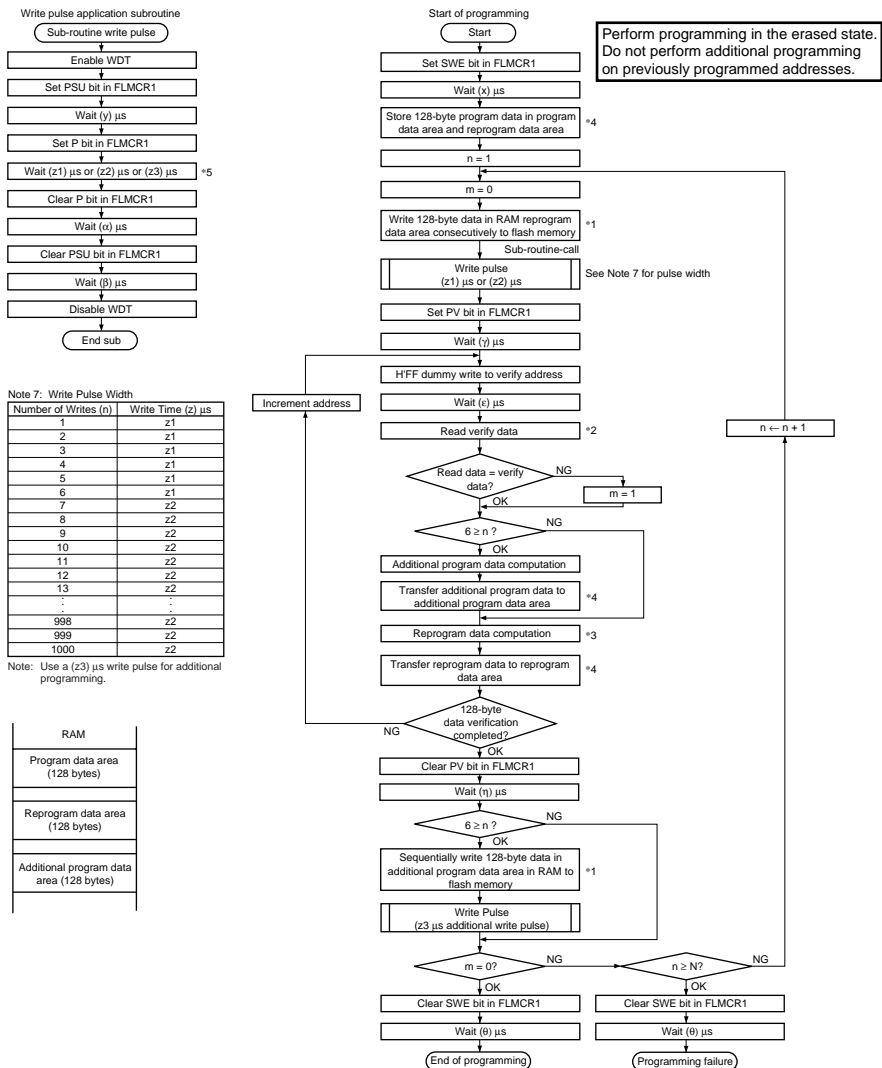 Write pulse application subroutine
Sub-routine write pulse
Enable WDT
Set PSU bit in FLMCR1
Wait (y) µs
Set P bit in FLMCR1
Wait (z1) µs or (z2) µs or (z3) µs
*5
Clear P bit in FLMCR1
Wait (α) µs
Clear PSU bit in FLMCR1
Wait (β) µs
Disable WDT
End sub
Note 7: Write Pulse Width
Number of Writes (n) Write Time (z) µs
1 z1
2 z1
3 z1
4 z1
5 z1
6 z1
7 z2
8 z2
9 z2
10 z2
11 z2
12 z2
13 z2
: :
998 z2
999 z2
1000 z2
Note: Use a (z3) µs write pulse for additional
programming.
RAM
Program data area
(128 bytes)
Reprogram data area
(128 bytes)
Additional program data
area (128 bytes)
Start of programming
Start
Set SWE bit in FLMCR1
Wait (x) µs
Store 128-byte program data in program
data area and reprogram data area
*4
n = 1
m = 0
Write 128-byte data in RAM reprogram
data area consecutively to flash memory
*1
Sub-routine-call
Write pulse
(z1) µs or (z2) µs
See Note 7 for pulse width
Set PV bit in FLMCR1
Wait (γ) µs
H'FF dummy write to verify address
Increment address
Wait (ε) µs
Read verify data
*2
n ← n + 1
Read data = verify
data?
NG
m = 1
OK
6 ≥ n ?
NG
OK
Additional program data computation
Transfer additional program data to
additional program data area
*4
Reprogram data computation
*3
Transfer reprogram data to reprogram
data area
*4
128-byte
data verification
completed?
NG
OK
Clear PV bit in FLMCR1
Wait (η) µs
6 ≥ n ?
NG
OK
Sequentially write 128-byte data in
additional program data area in RAM to
flash memory
*1
Write Pulse
(z3 µs additional write pulse)
m = 0?
NG
n ≥ N?
NG
OK
OK
Clear SWE bit in FLMCR1
Clear SWE bit in FLMCR1
Wait (θ) µs
Wait (θ) µs
End of programming
Programming failure
Perform programming in the erased state.
Do not perform additional programming
on previously programmed addresses.